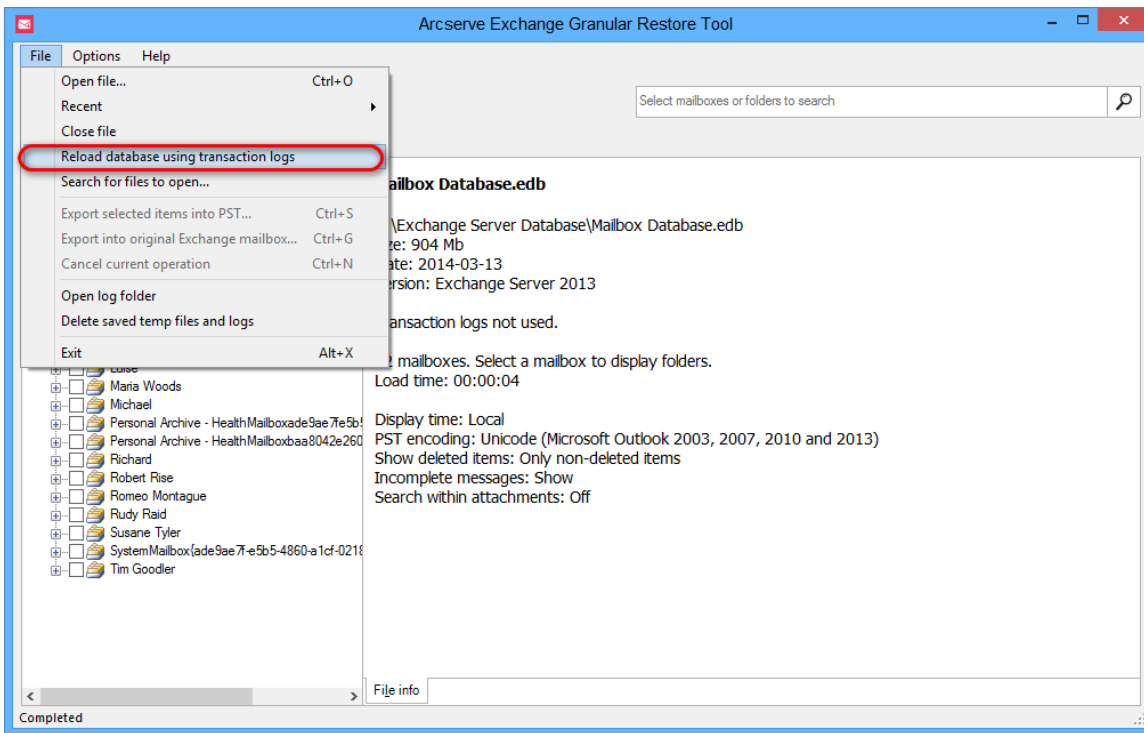 Arcserve Exchange Granular Restore Tool
File Options Help
Open file... Ctrl+O
Recent
Close file
Reload database using transaction logs
Search for files to open...
Export selected items into PST... Ctrl+S
Export into original Exchange mailbox... Ctrl+G
Cancel current operation Ctrl+N
Open log folder
Delete saved temp files and logs
Exit Alt+X
Select mailboxes or folders to search
Maria Woods
Michael
Personal Archive - HealthMailboxade9ae7fe5b5
Personal Archive - HealthMailboxbaa8042e260
Richard
Robert Rise
Romeo Montague
Rudy Raid
Susane Tyler
SystemMailbox{ade9ae7f-e5b5-4860-a1cf-0218
Tim Goodler
ailbox Database.edb
\Exchange Server Database\Mailbox Database.edb
ze: 904 Mb
ate: 2014-03-13
ersion: Exchange Server 2013
ansaction logs not used.
2 mailboxes. Select a mailbox to display folders.
Load time: 00:00:04
Display time: Local
PST encoding: Unicode (Microsoft Outlook 2003, 2007, 2010 and 2013)
Show deleted items: Only non-deleted items
Incomplete messages: Show
Search within attachments: Off
File info
Completed